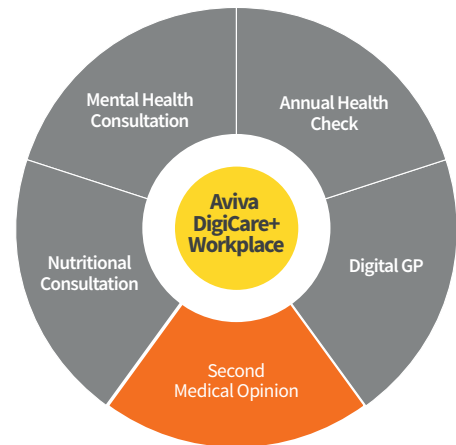 Mental Health
Consultation
Annual Health
Check
Aviva
DigiCare+
Workplace
Nutritional
Consultation
Digital GP
Second
Medical Opinion